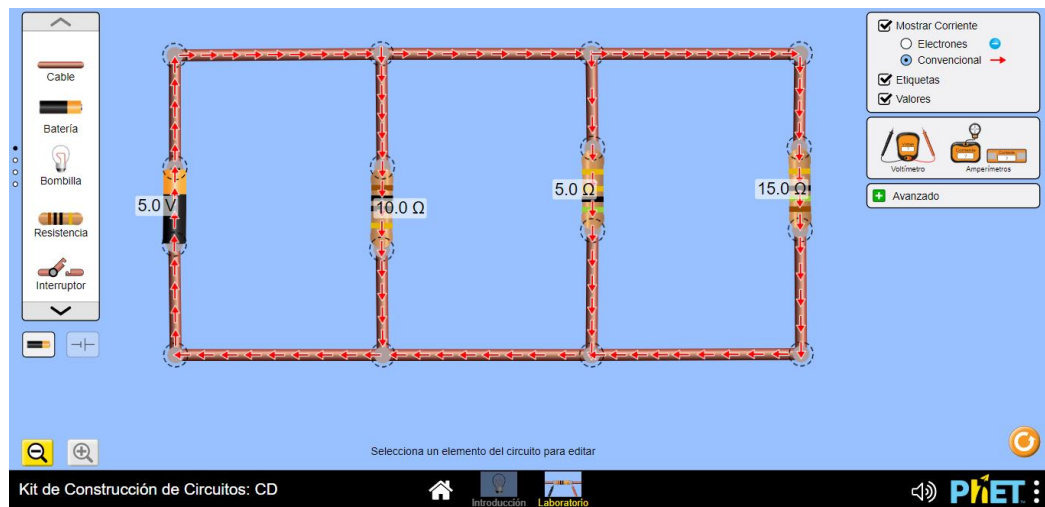 Cable
Batería
Bombilla
Resistencia
Interruptor
5.0 V
10.0 Ω
5.0 Ω
15.0 Ω
Mostrar Corriente
Electrones
Convencional
Etiquetas
Valores
Voltímetro
Amperímetros
Avanzado
Selecciona un elemento del circuito para editar
Kit de Construcción de Circuitos: CD
Introducción
Laboratorio
PhET